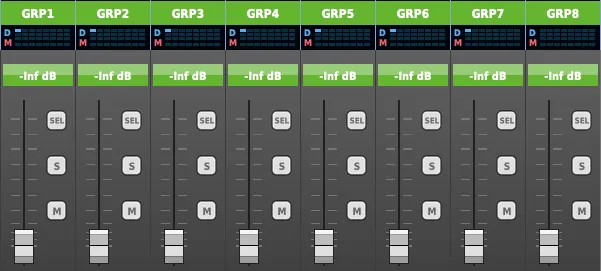 GRP1 GRP2 GRP3 GRP4 GRP5 GRP6 GRP7 GRP8
D D D D D D D D
M M M M M M M M
-Inf dB -Inf dB -Inf dB -Inf dB -Inf dB -Inf dB -Inf dB -Inf dB
SEL SEL SEL SEL SEL SEL SEL SEL
S S S S S S S S
M M M M M M M M